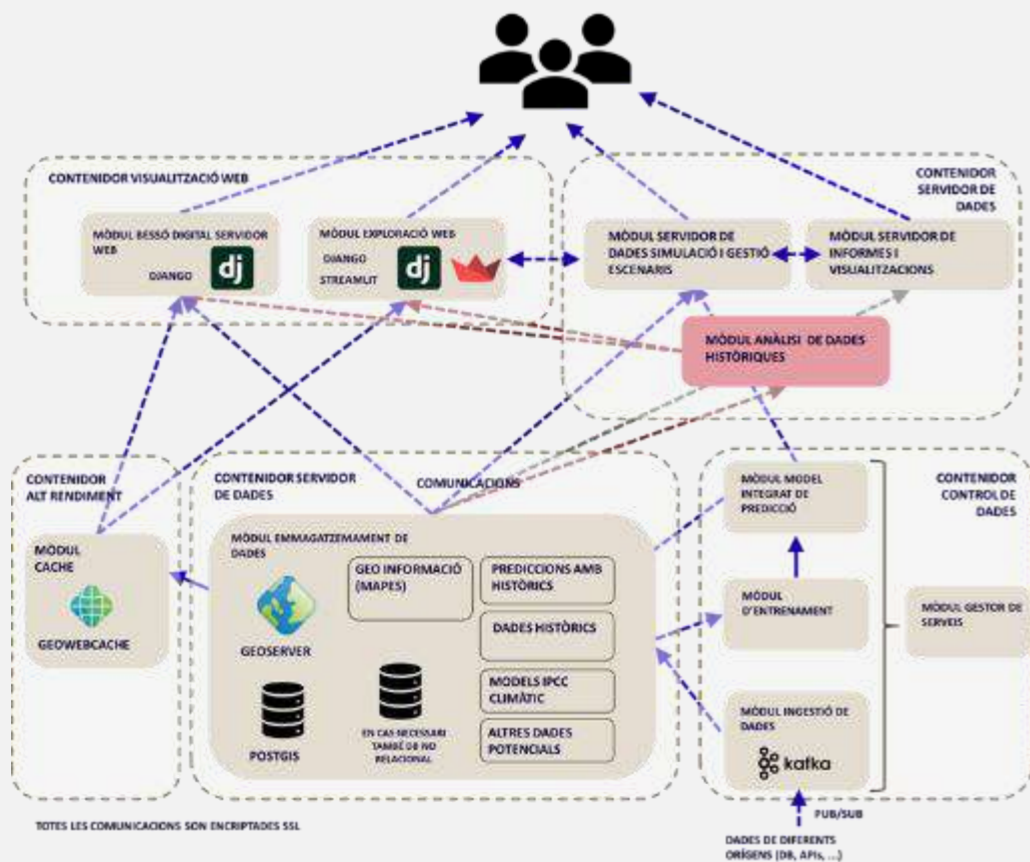 CONTENIDOR VISUALITZACIÓ WEB
MÒDUL BESSÓ DIGITAL SERVIDOR
WEB
DJANGO
dj
MÒDUL EXPLORACIÓ WEB
DJANGO
STREAMLIT
dj
CONTENIDOR
SERVIDOR DE
DADES
MÒDUL SERVIDOR DE
DADES SIMULACIÓ I GESTIÓ
ESCENARIS
MÒDUL SERVIDOR DE
INFORMES I
VISUALITZACIONS
MÒDUL ANÀLISI DE DADES
HISTÒRIQUES
CONTENIDOR
ALT RENDIMENT
MÒDUL
CACHE
GEOWEBCACHE
CONTENIDOR SERVIDOR
DE DADES
COMUNICACIONS
MÒDUL EMMAGATZEMAMENT DE
DADES
GEOSERVER
POSTGIS
GEO INFORMACIÓ
(MAPES)
EN CAS NECESSARI
TAMBÉ DB NO
RELACIONAL
PREDICCIONS AMB
HISTÒRICS
DADES HISTÒRICS
MODELS IPCC
CLIMÀTIC
ALTRES DADES
POTENCIALS
MÒDUL MODEL
INTEGRAT DE
PREDICCIÓ
MÒDUL
D'ENTRENAMENT
MÒDUL INGESTIÓ DE
DADES
kafka
CONTENIDOR
CONTROL DE
DADES
MÒDUL GESTOR DE
SERVEIS
PUB/SUB
DADES DE DIFERENTS
ORÍGENS (DB, APIs, ...)
TOTES LES COMUNICACIONS SON ENCRIPTADES SSL